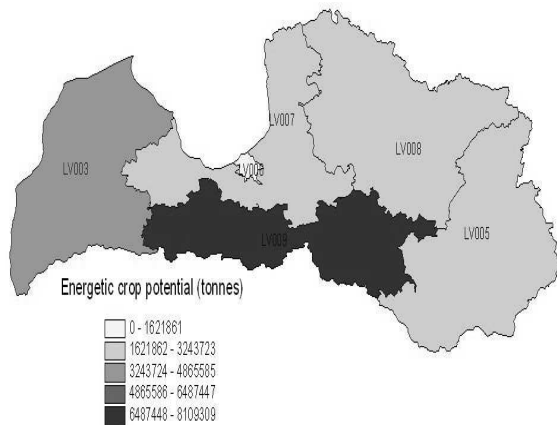 LV007
LV008
LV003
LV006
LV009
LV005
Energetic crop potential (tonnes)
0 - 1621861
1621862 - 3243723
3243724 - 4865585
4865586 - 6487447
6487448 - 8109309